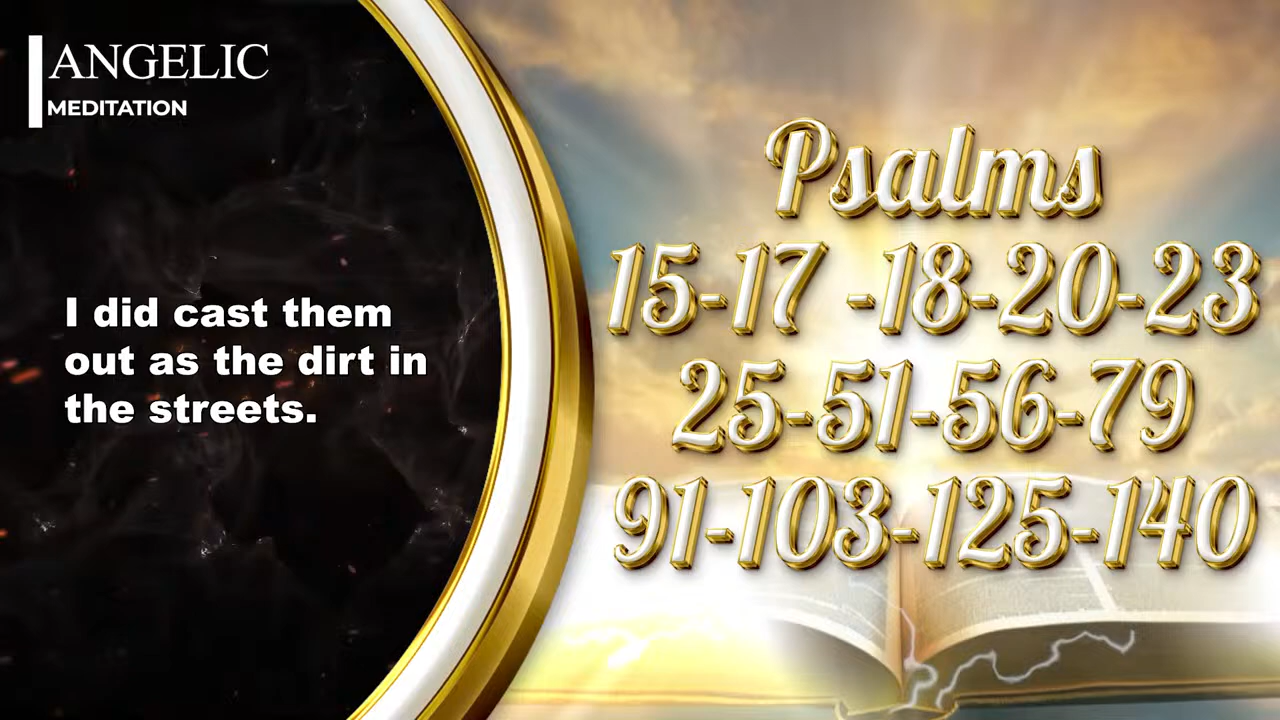 ANGELIC
MEDITATION
I did cast them
out as the dirt in
the streets.
Psalms
15-17 -18-20-23
25-51-56-79
91-103-125-140